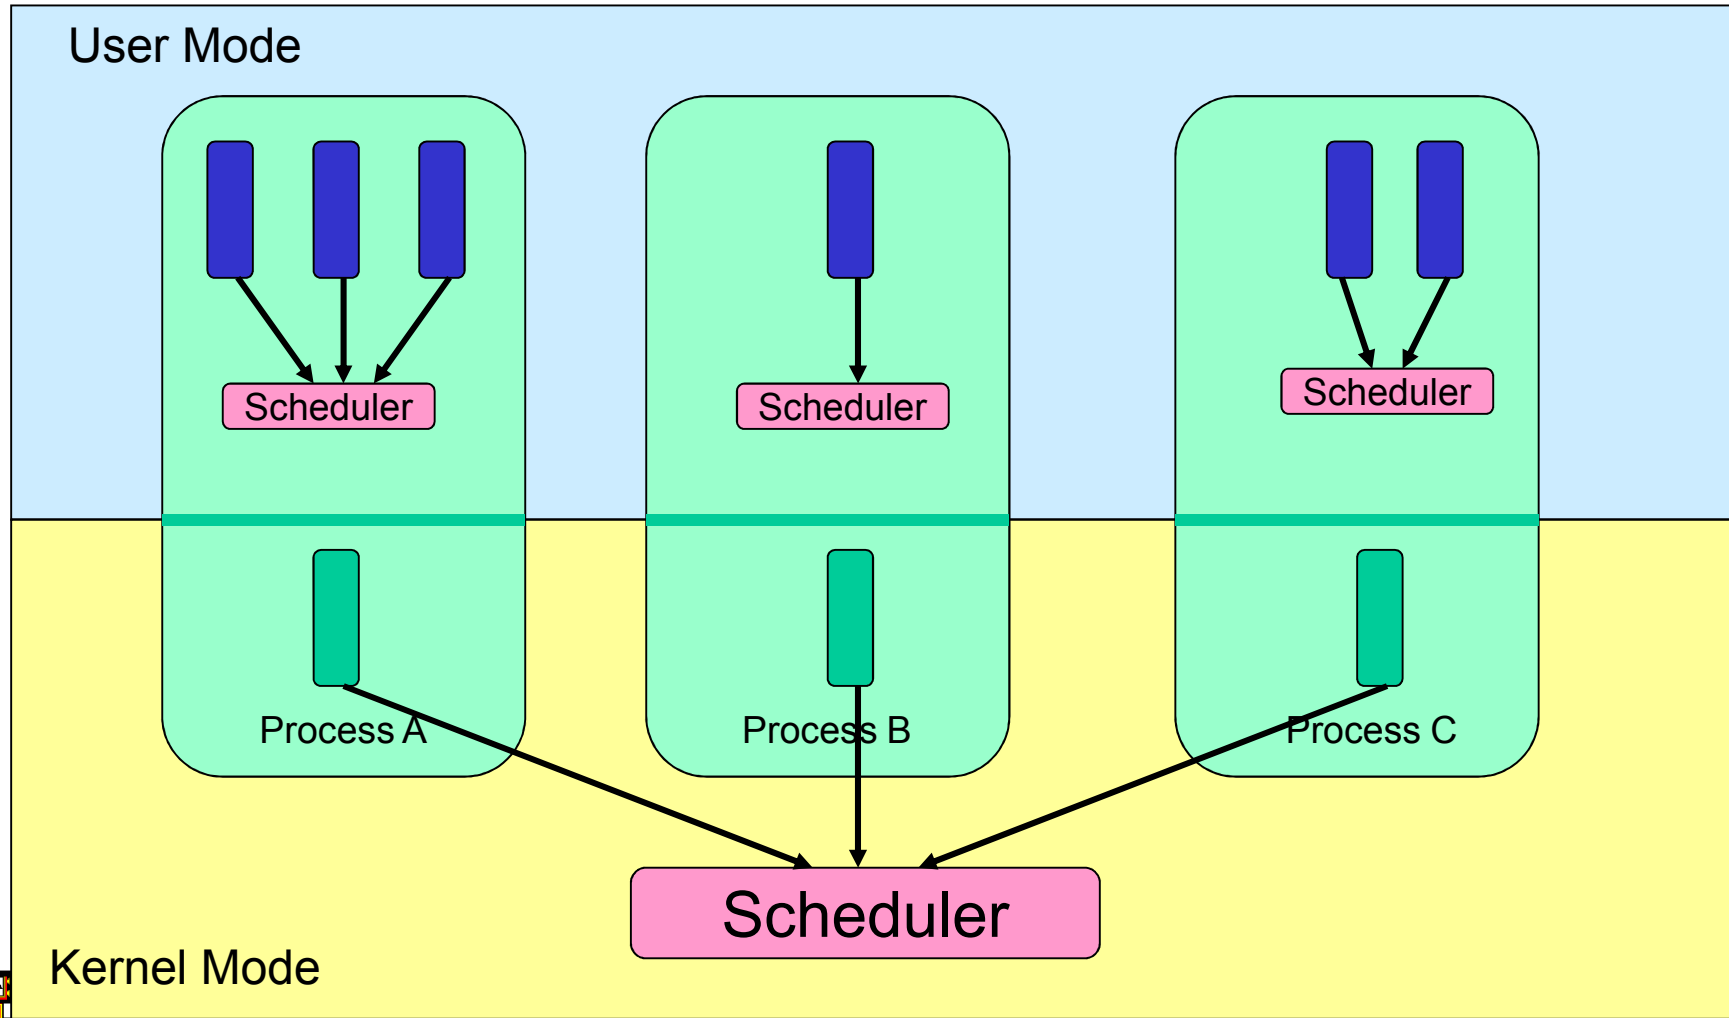 User Mode
Scheduler
Scheduler
Scheduler
Process A
Process B
Process C
Scheduler
Kernel Mode